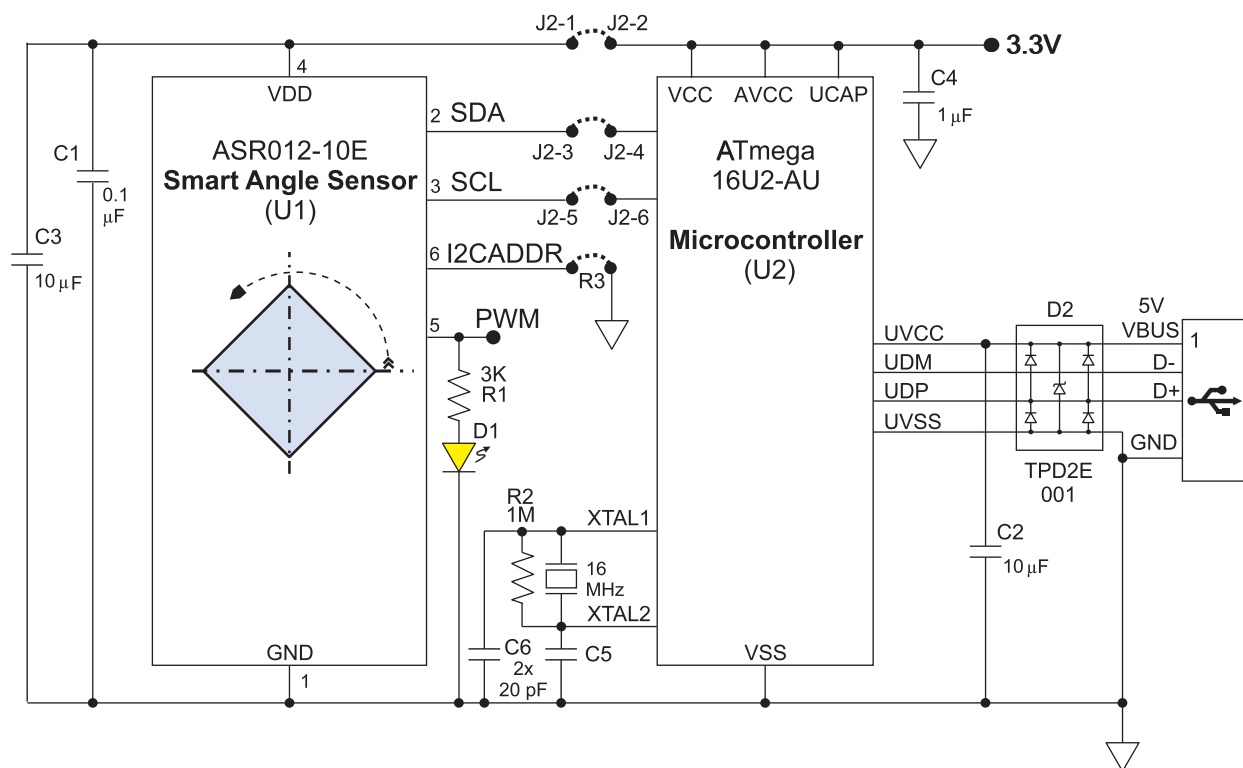 J2-1 J2-2
3.3V
4
VDD
VCC AVCC UCAP
C4
1 µF
2 SDA
J2-3 J2-4
C1
0.1
µF
ASR012-10E
Smart Angle Sensor
(U1)
ATmega
16U2-AU
3 SCL
J2-5 J2-6
C3
10 µF
Microcontroller
(U2)
6 I2CADDR
R3
5
PWM
3K
R1
D1
UVCC
UDM
UDP
UVSS
D2
TPD2E
001
5V
VBUS
1
D-
D+
GND
R2
1M
XTAL1
16
MHz
XTAL2
C2
10 µF
C6
2x
20 pF
C5
GND
1
VSS